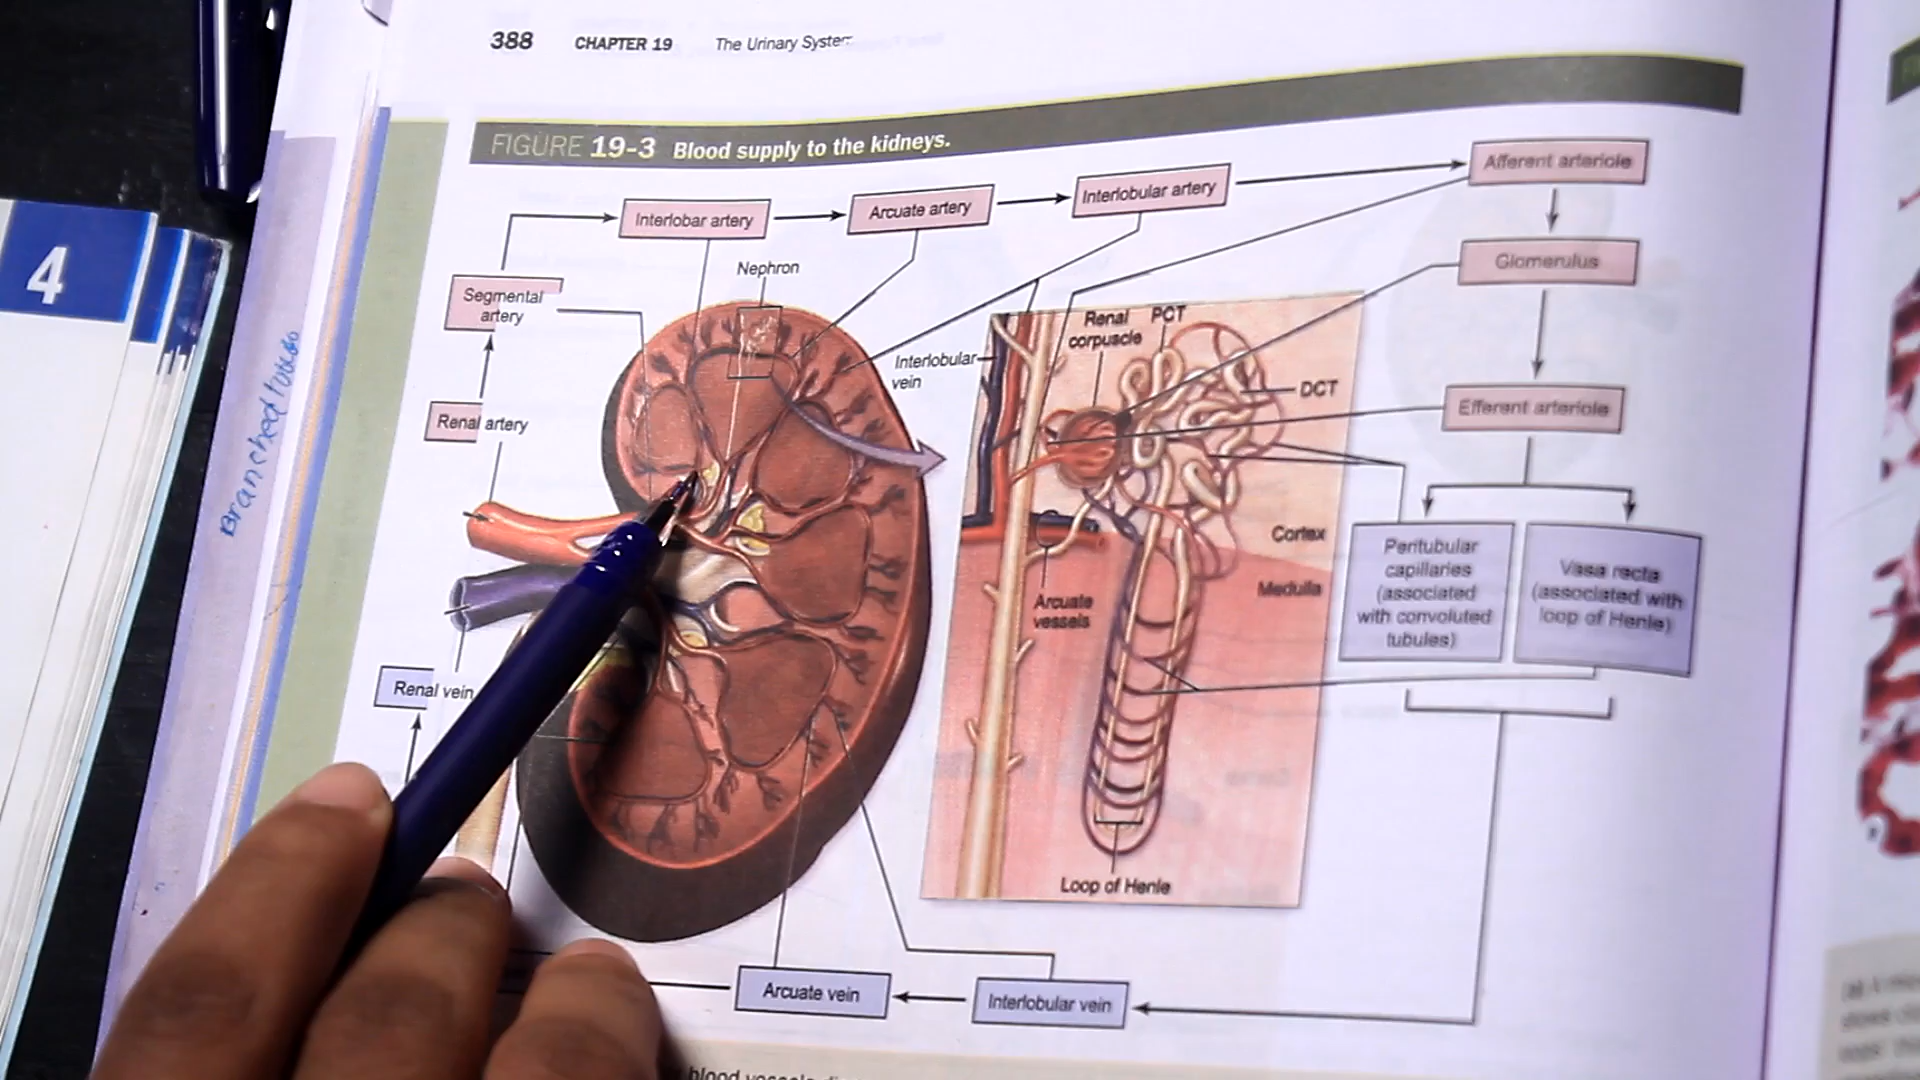 388 CHAPTER 19 The Urinary System
FIGURE 19-3 Blood supply to the kidneys.
Afferent arteriole
Interlobar artery
Arcuate artery
Interlobular artery
Glomerulus
Nephron
Segmental
artery
Renal
corpuscle
PCT
Interlobular
vein
DCT
Efferent arteriole
Renal artery
Branched tubes
4
Cortex
Medulla
Peritubular
capillaries
(associated
with convoluted
tubules)
Vasa recta
(associated with
loop of Henle)
Arcuate
vessels
Renal vein
Loop of Henle
Arcuate vein
Interlobular vein
blood vessels